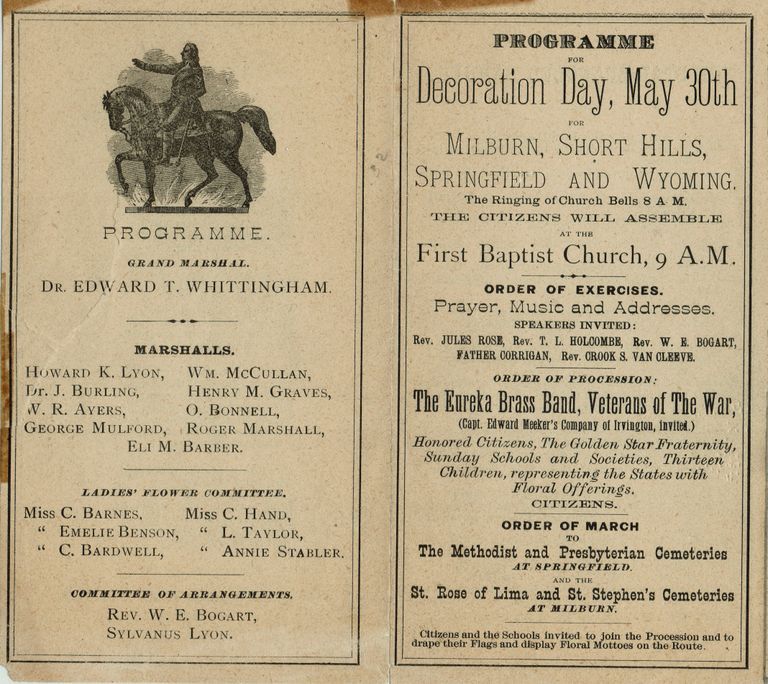 PROGRAMME.
GRAND MARSHAL.
DR. EDWARD T. WHITTINGHAM.
MARSHALLS.
HOWARD K. LYON, WM. MCCULLAN,
Dr. J. BURLING, HENRY M. GRAVES,
W. R. AYERS, O. BONNELL,
GEORGE MULFORD, ROGER MARSHALL,
ELI M. BARBER.
LADIES' FLOWER COMMITTEE.
MISS C. BARNES, MISS C. HAND,
“ EMELIE BENSON, “ L. TAYLOR,
“ C. BARDWELL, “ ANNIE STABLER.
COMMITTEE OF ARRANGEMENTS.
REV. W. E. BOGART,
SYLVANUS LYON.
PROGRAMME
FOR
Decoration Day, May 30th
FOR
MILBURN, SHORT HILLS,
SPRINGFIELD AND WYOMING.
The Ringing of Church Bells 8 A M.
THE CITIZENS WILL ASSEMBLE
AT THE
First Baptist Church, 9 A.M.
ORDER OF EXERCISES.
Prayer, Music and Addresses.
SPEAKERS INVITED:
Rev. JULES ROSE, Rev. T. L. HOLCOMBE, Rev. W. E. BOGART,
FATHER CORRIGAN, Rev. CROOK S. VAN CLEEVE.
ORDER OF PROCESSION:
The Eureka Brass Band, Veterans of The War,
(Capt. Edward Meeker's Company of Irvington, invited.)
Honored Citizens, The Golden Star Fraternity,
Sunday Schools and Societies, Thirteen
Children, representing the States with
Floral Offerings.
CITIZENS.
ORDER OF MARCH
TO
The Methodist and Presbyterian Cemeteries
AT SPRINGFIELD.
AND THE
St. Rose of Lima and St. Stephen's Cemeteries
AT MILBURN.
Citizens and the Schools invited to join the Procession and to
drape their Flags and display Floral Mottoes on the Route.